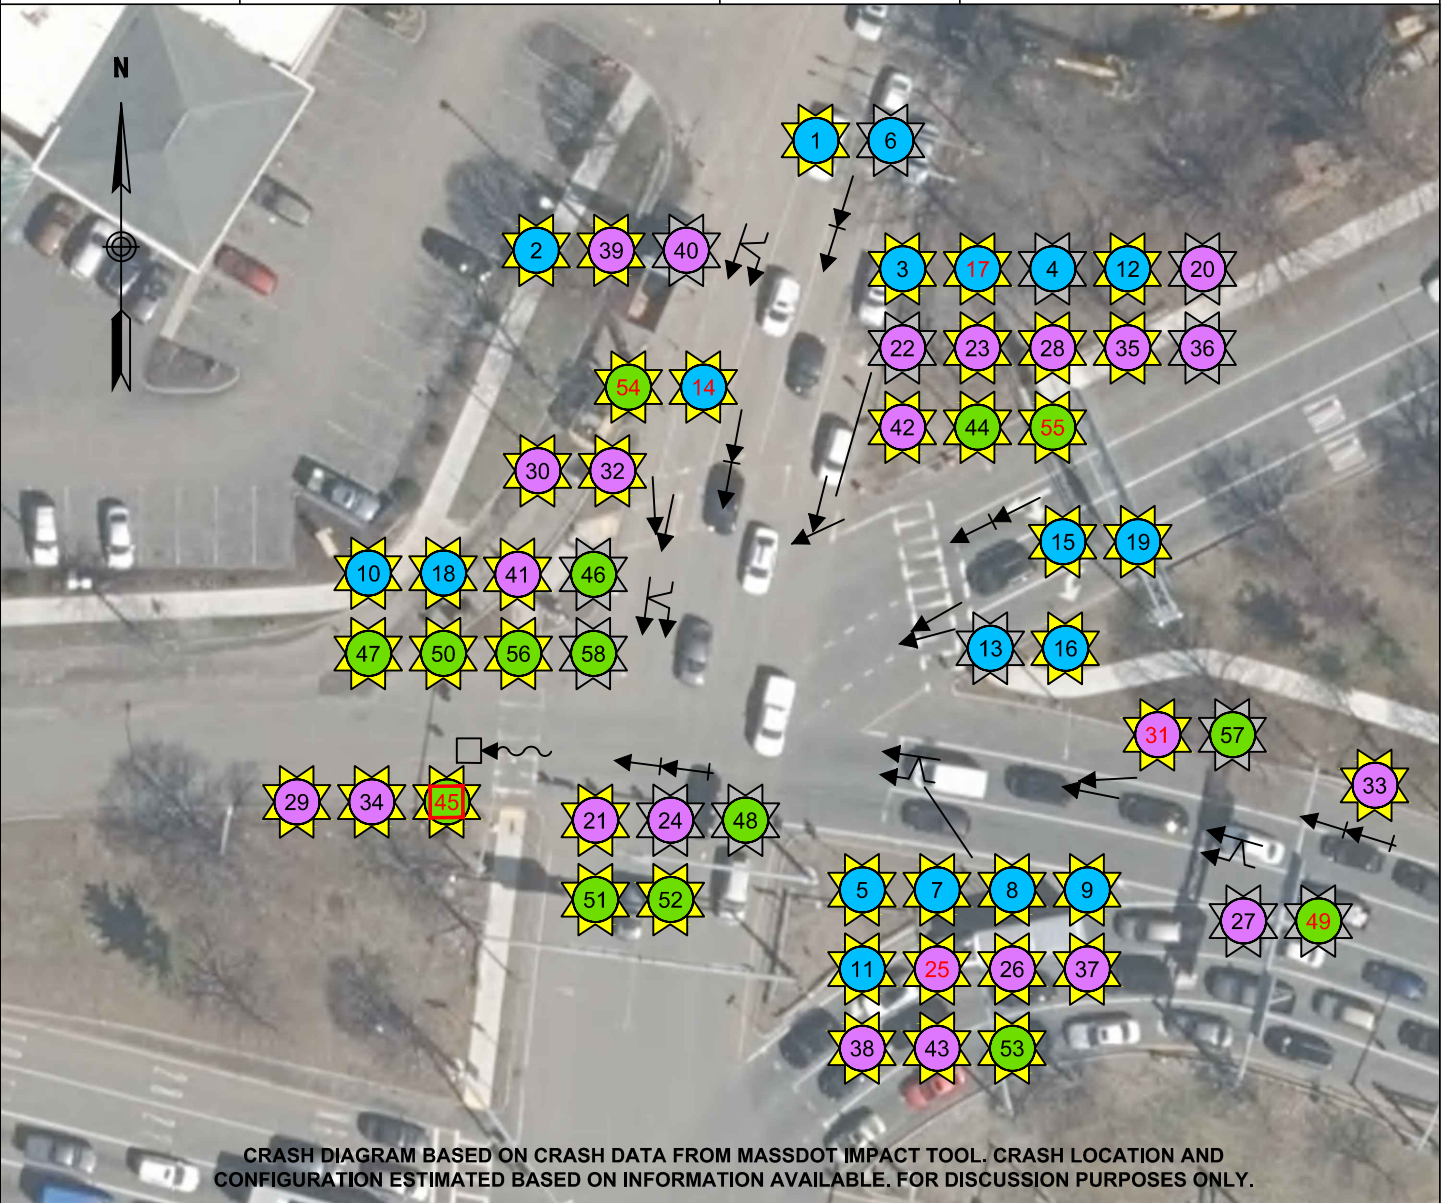 N
1 6
2 39 40
3 17 4 12 20
22 23 28 35 36
42 44 55
54 14
30 32
15 19
10 18 41 46
47 50 56 58
13 16
31 57
33
29 34 45
21 24 48
51 52
5 7 8 9
11 25 26 37
38 43 53
27 49
CRASH DIAGRAM BASED ON CRASH DATA FROM MASSDOT IMPACT TOOL. CRASH LOCATION AND
CONFIGURATION ESTIMATED BASED ON INFORMATION AVAILABLE. FOR DISCUSSION PURPOSES ONLY.